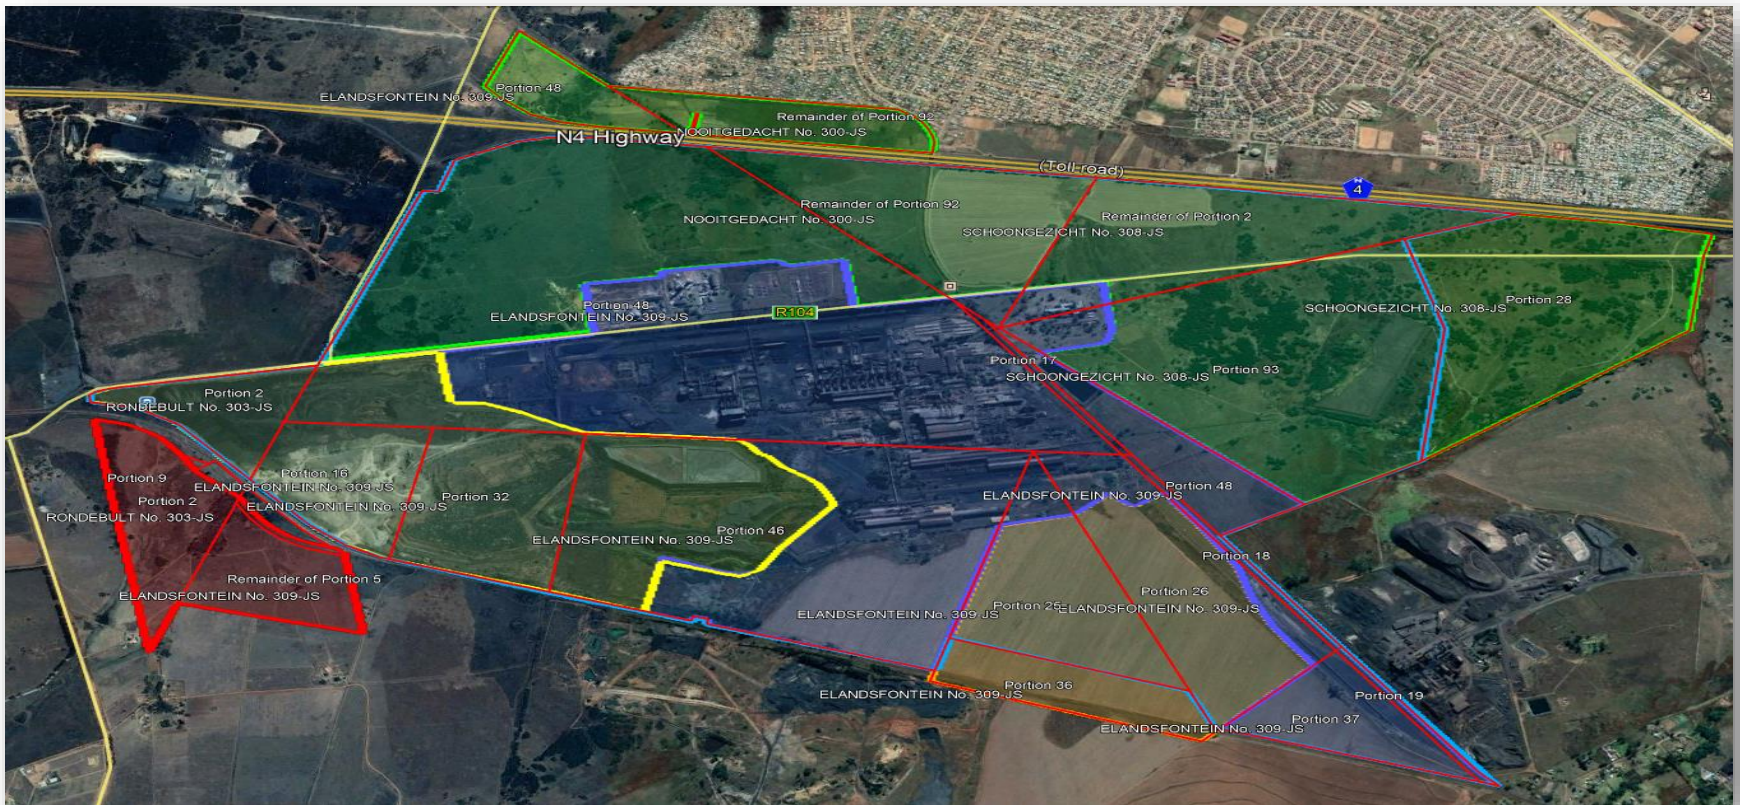 Portion 48
ELANDSFONTEIN No. 309-JS
Remainder of Portion 92
NOOITGEDACHT No. 300-JS
N4 Highway
(Toll road)
4
Remainder of Portion 92
NOOITGEDACHT No. 300-JS
Remainder of Portion 2
SCHOONGEZICHT No. 308-JS
Portion 48
ELANDSFONTEIN No. 309-JS
R104
Portion 28
SCHOONGEZICHT No. 308-JS
Portion 17
SCHOONGEZICHT No. 308-JS
Portion 93
Portion 2
RONDEBULT No. 303-JS
Portion 9
Portion 2
RONDEBULT No. 303-JS
Portion 16
ELANDSFONTEIN No. 309-JS
Portion 32
ELANDSFONTEIN No. 309-JS
Portion 46
ELANDSFONTEIN No. 309-JS
Portion 48
ELANDSFONTEIN No. 309-JS
Portion 18
Remainder of Portion 5
ELANDSFONTEIN No. 309-JS
Portion 25
ELANDSFONTEIN No. 309-JS
Portion 26
ELANDSFONTEIN No. 309-JS
Portion 36
ELANDSFONTEIN No. 309-JS
Portion 19
Portion 37
ELANDSFONTEIN No. 309-JS